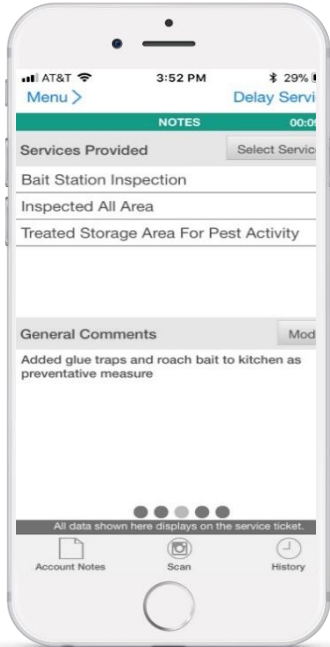 AT&T 3:52 PM 29%
Menu > Delay Servi
NOTES 00:09
Services Provided Select Servic
Bait Station Inspection
Inspected All Area
Treated Storage Area For Pest Activity
General Comments Mod
Added glue traps and roach bait to kitchen as
preventative measure
All data shown here displays on the service ticket.
Account Notes Scan History